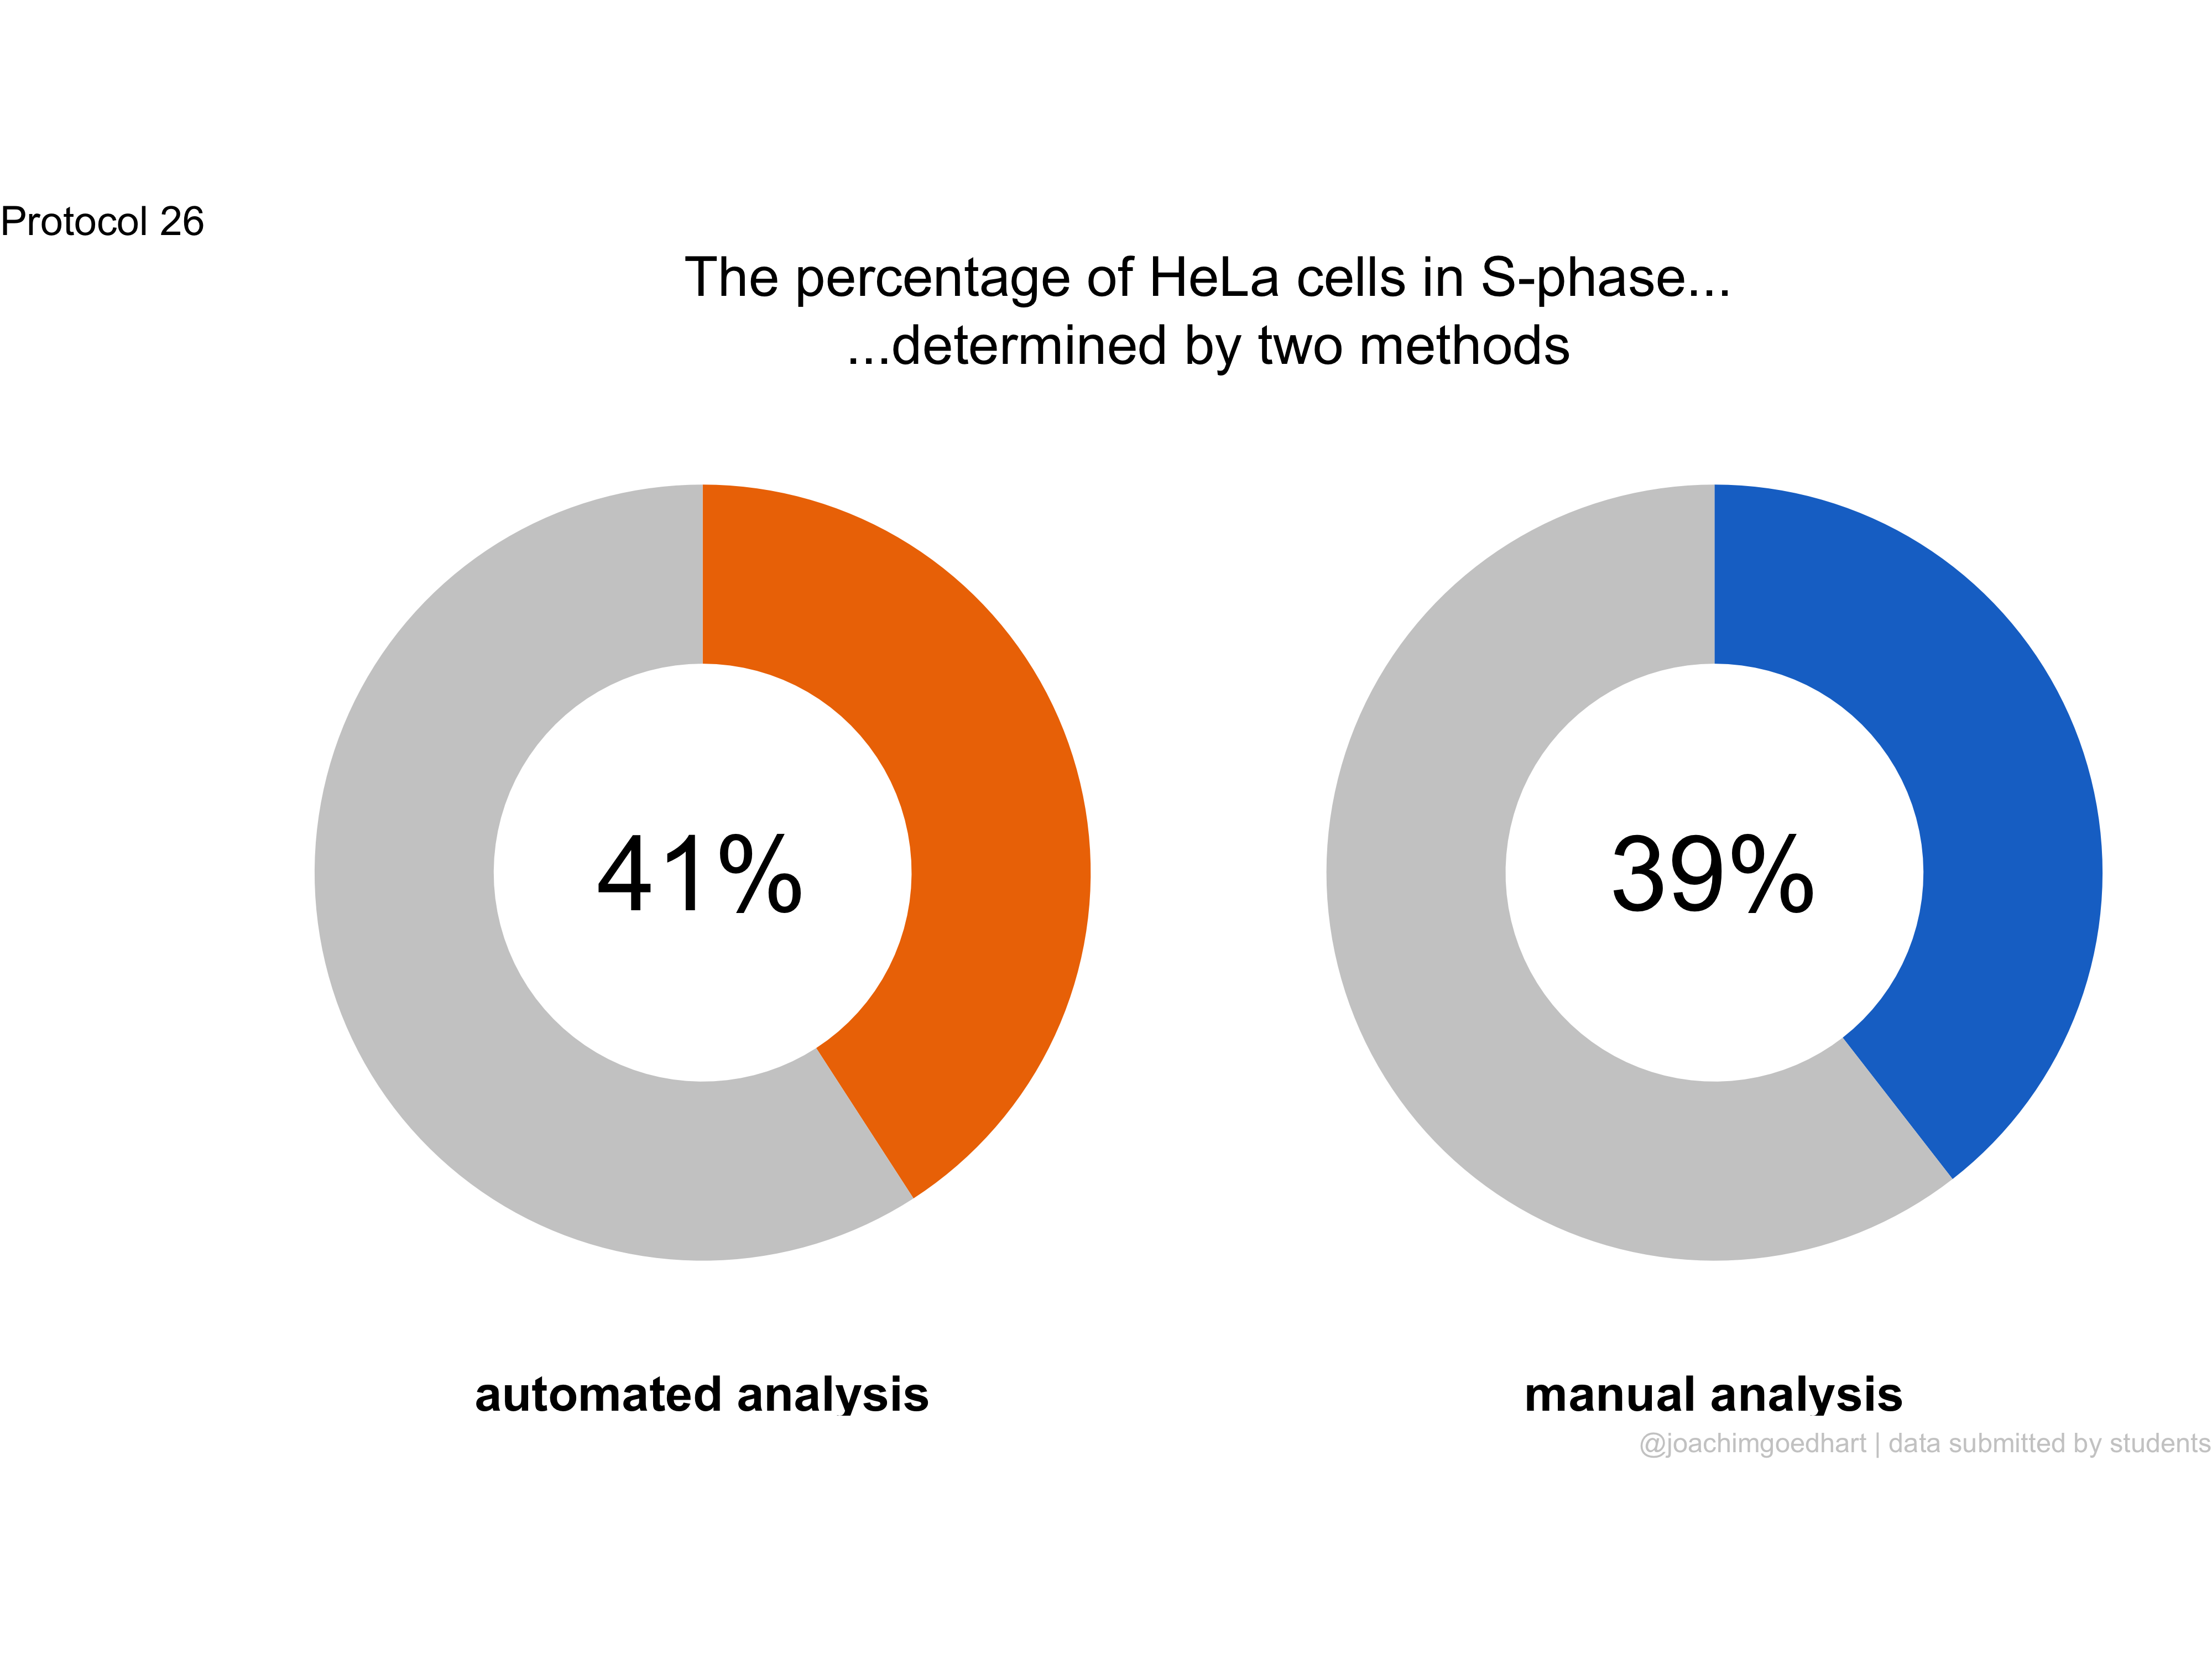 Protocol 26
The percentage of HeLa cells in S-phase...
...determined by two methods
41%
39%
automated analysis
manual analysis
@joachimgoedhart | data submitted by students